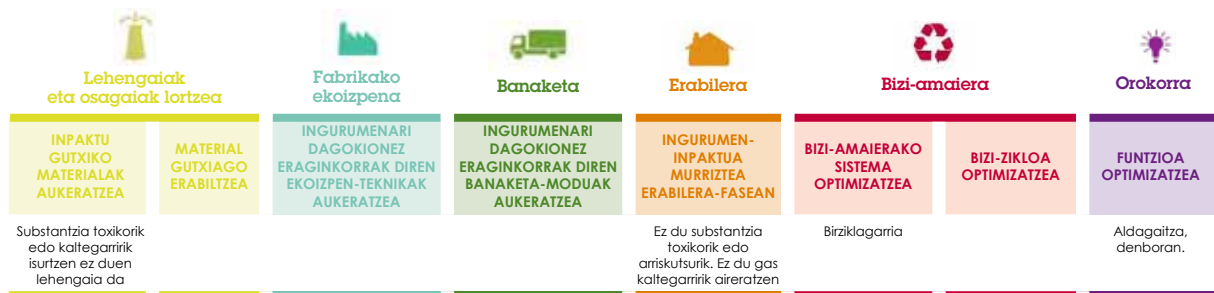 Lehengaiak
eta osagaiak lortzea
Fabrikako
ekoizpena
Banaketa
Erabilera
Bizi-amaiera
Orokorra
INPAKTU
GUTXIKO
MATERIALAK
AUKERATZEA
MATERIAL
GUTXIAGO
ERABILTZEA
INGURUMENARI
DAGOKIONEZ
ERAGINKORRAK DIREN
EKOIZPEN-TEKNIKAK
AUKERATZEA
INGURUMENARI
DAGOKIONEZ
ERAGINKORRAK DIREN
BANAKETA-MODUAK
AUKERATZEA
INGURUMEN-
INPAKTUA
MURRIZTEA
ERABILERA-FASEAN
BIZI-AMAIERAKO
SISTEMA
OPTIMIZATZEA
BIZI-ZIKLOA
OPTIMIZATZEA
FUNTZIOA
OPTIMIZATZEA
Substantzia toxikorik
edo kaltegarririk
isurtzen ez duen
lehengaia da
Ez du substantzia
toxikorik edo
arriskutsurik. Ez du gas
kaltegarririk aireratzen
Birziklagarria
Aldagaitza,
denboran.